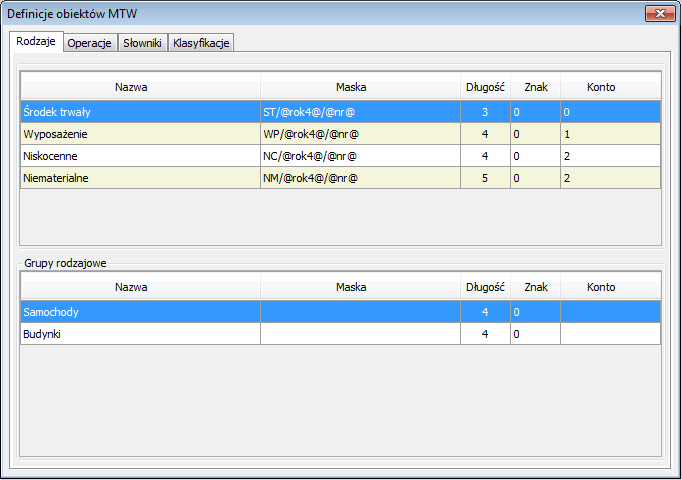 Definicje obiektów MTW
Rodzaje Operacje Słowniki Klasyfikacje
Nazwa Maska Długość Znak Konto
Środek trwały ST/@rok4@/@nr@ 3 0 0
Wyposażenie WP/@rok4@/@nr@ 4 0 1
Niskocenne NC/@rok4@/@nr@ 4 0 2
Niematerialne NM/@rok4@/@nr@ 5 0 2
Grupy rodzajowe
Nazwa Maska Długość Znak Konto
Samochody 4 0
Budynki 4 0